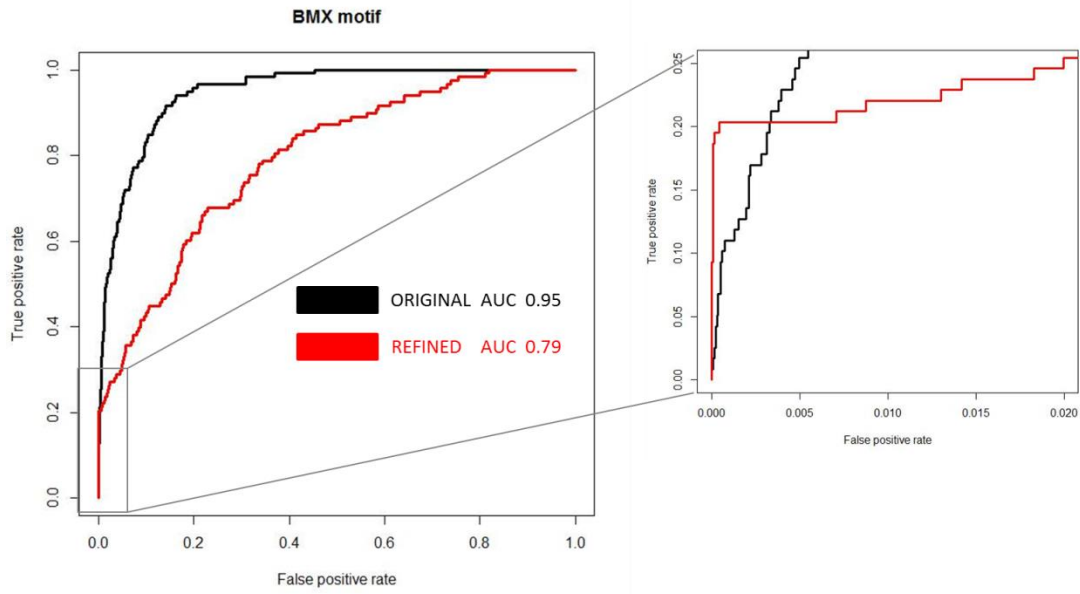 BMX motif
True positive rate
1.0
0.8
0.6
0.4
0.2
0.0
ORIGINAL AUC 0.95
REFINED AUC 0.79
0.0 0.2 0.4 0.6 0.8 1.0
False positive rate
True positive rate
0.25
0.20
0.15
0.10
0.05
0.00
0.000 0.005 0.010 0.015 0.020
False positive rate